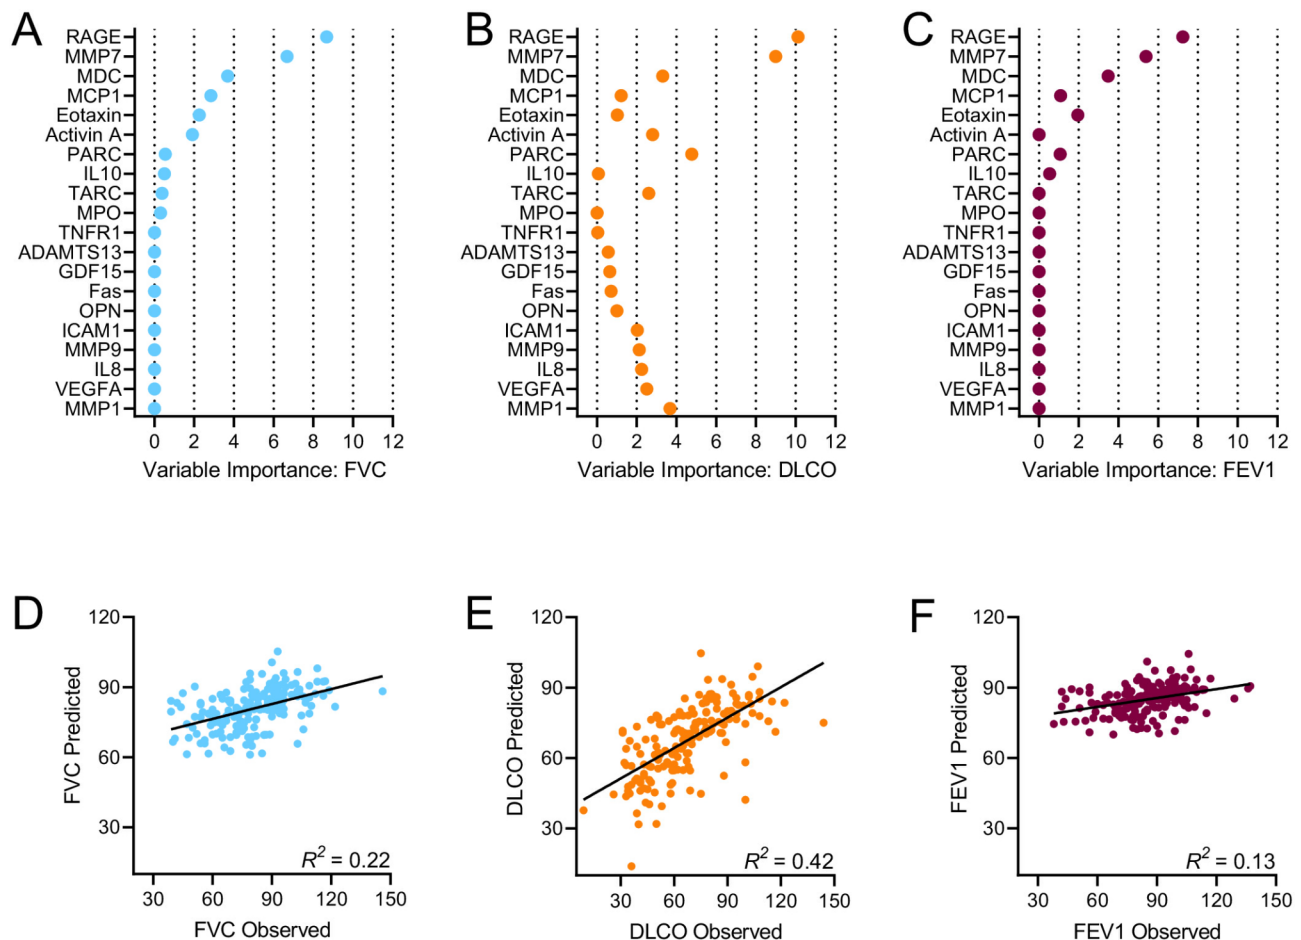 A
RAGE
MMP7
MDC
MCP1
Eotaxin
Activin A
PARC
IL10
TARC
MPO
TNFR1
ADAMTS13
GDF15
Fas
OPN
ICAM1
MMP9
IL8
VEGFA
MMP1
0 2 4 6 8 10 12
Variable Importance: FVC
B
RAGE
MMP7
MDC
MCP1
Eotaxin
Activin A
PARC
IL10
TARC
MPO
TNFR1
ADAMTS13
GDF15
Fas
OPN
ICAM1
MMP9
IL8
VEGFA
MMP1
0 2 4 6 8 10 12
Variable Importance: DLCO
C
RAGE
MMP7
MDC
MCP1
Eotaxin
Activin A
PARC
IL10
TARC
MPO
TNFR1
ADAMTS13
GDF15
Fas
OPN
ICAM1
MMP9
IL8
VEGFA
MMP1
0 2 4 6 8 10 12
Variable Importance: FEV1
D
FVC Predicted
120
90
60
30
R² = 0.22
30 60 90 120 150
FVC Observed
E
DLCO Predicted
120
90
60
30
R² = 0.42
30 60 90 120 150
DLCO Observed
F
FEV1 Predicted
120
90
60
30
R² = 0.13
30 60 90 120 150
FEV1 Observed